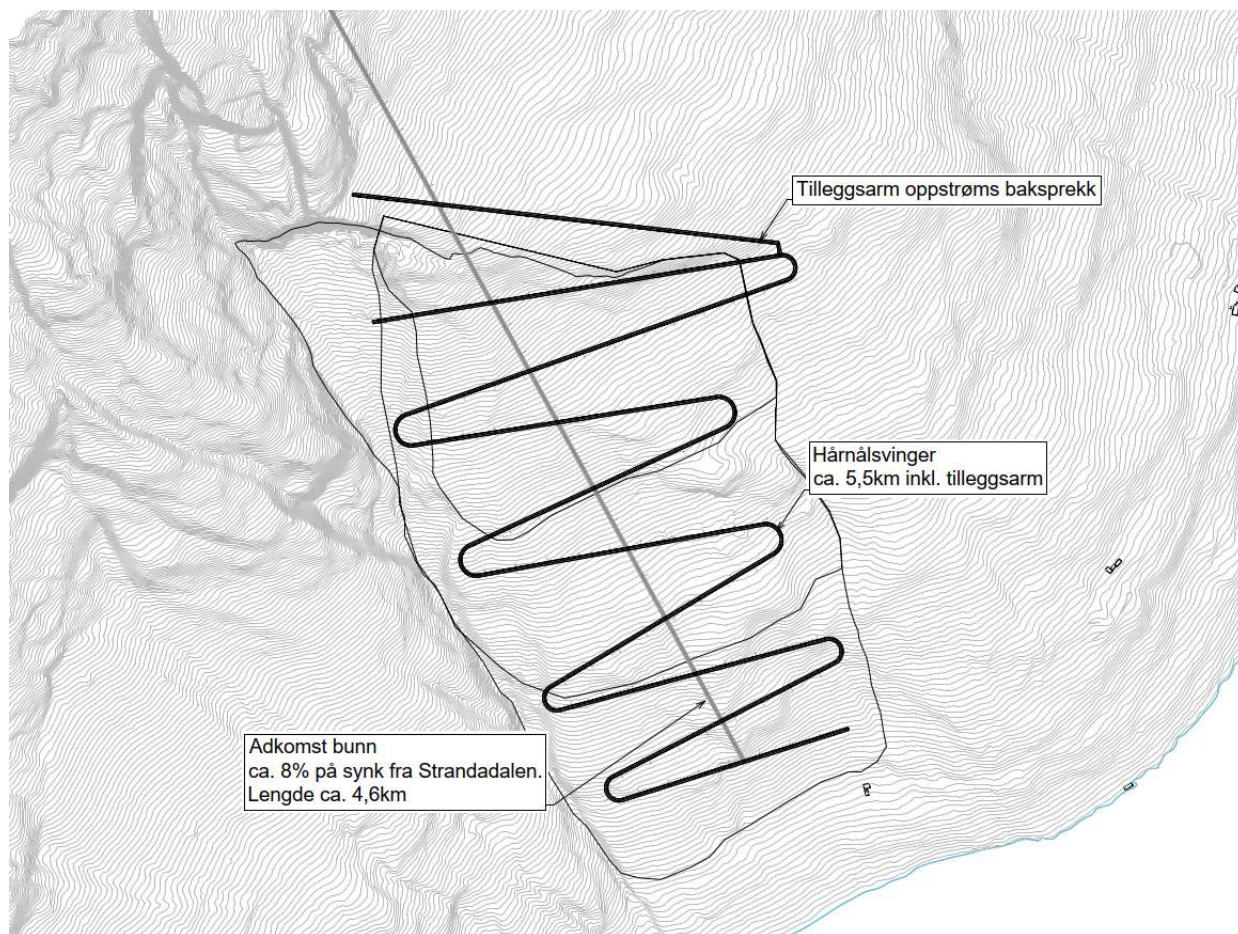 Tilleggsarm oppstrøms baksprekk
Hårnålsvinger
ca. 5,5km inkl. tilleggsarm
Adkomst bunn
ca. 8% på synk fra Strandadalen.
Lengde ca. 4,6km